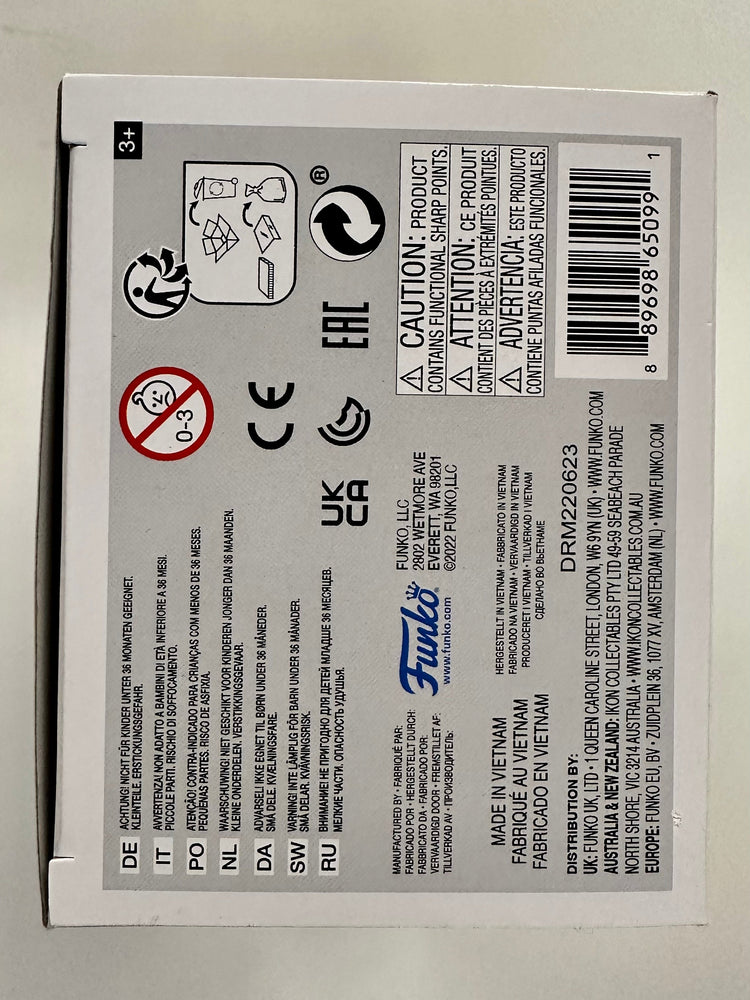 3+
DE ACHTUNG! NICHT FÜR KINDER UNTER 36 MONATEN GEEIGNET.
KLEINTEILE. ERSTICKUNGSGEFAHR.
IT AVVERTENZA! NON ADATTO A BAMBINI DI ETÀ INFERIORE A 36 MESI.
PICCOLE PARTI. RISCHIO DI SOFFOCAMENTO.
PO ATENÇÃO! CONTRA-INDICADO PARA CRIANÇAS COM MENOS DE 36 MESES.
PEQUENAS PARTES. RISCO DE ASFIXIA.
NL WAARSCHUWING! NIET GESCHIKT VOOR KINDEREN JONGER DAN 36 MAANDEN.
KLEINE ONDERDELEN. VERSTIKKINGSGEVAAR.
DA ADVARSEL! IKKE EGNET TIL BØRN UNDER 36 MÅNEDER.
SMÅ DELE. KVÆLNINGSFARE.
SW VARNING! INTE LÄMPLIG FÖR BARN UNDER 36 MÅNADER.
SMÅ DELAR. KVÄVNINGSRISK.
RU ВНИМАНИЕ! НЕ ПРИГОДНО ДЛЯ ДЕТЕЙ МЛАДШЕ 36 МЕСЯЦЕВ.
МЕЛКИЕ ЧАСТИ. ОПАСНОСТЬ УДУШЬЯ.
0-3
CE
UK
CA
EAC
®
MANUFACTURED BY • FABRIQUÉ PAR:
FABRICADO POR • HERGESTELLT DURCH:
FABBRICATO DA • FABRICADO POR:
VERVAARDIGD DOOR • FREMSTILLET AF:
TILLVERKAD AV • ПРОИЗВОДИТЕЛЬ:
Funko
www.funko.com
FUNKO, LLC
2802 WETMORE AVE
EVERETT, WA 98201
©2022 FUNKO, LLC
CAUTION: PRODUCT
CONTAINS FUNCTIONAL SHARP POINTS.
ATTENTION: CE PRODUIT
CONTIENT DES PIÈCES À EXTRÉMITÉS POINTUES.
ADVERTENCIA: ESTE PRODUCTO
CONTIENE PUNTAS AFILADAS FUNCIONALES.
MADE IN VIETNAM
FABRIQUÉ AU VIETNAM
FABRICADO EN VIETNAM
HERGESTELLT IN VIETNAM • FABBRICATO IN VIETNAM
FABRICADO NA VIETNAM • VERVAARDIGD IN VIETNAM
PRODUCERET I VIETNAM • TILLVERKAD I VIETNAM
СДЕЛАНО ВО ВЬЕТНАМЕ
DRM220623
DISTRIBUTION BY:
UK: FUNKO UK, LTD • 1 QUEEN CAROLINE STREET, LONDON, W6 9YN (UK) • WWW.FUNKO.COM
AUSTRALIA & NEW ZEALAND: IKON COLLECTABLES PTY LTD 49-59 SEABEACH PARADE
NORTH SHORE, VIC 3214 AUSTRALIA • WWW.IKONCOLLECTABLES.COM.AU
EUROPE: FUNKO EU, BV • ZUIDPLEIN 36, 1077 XV, AMSTERDAM (NL) • WWW.FUNKO.COM
8 89698 65099 1